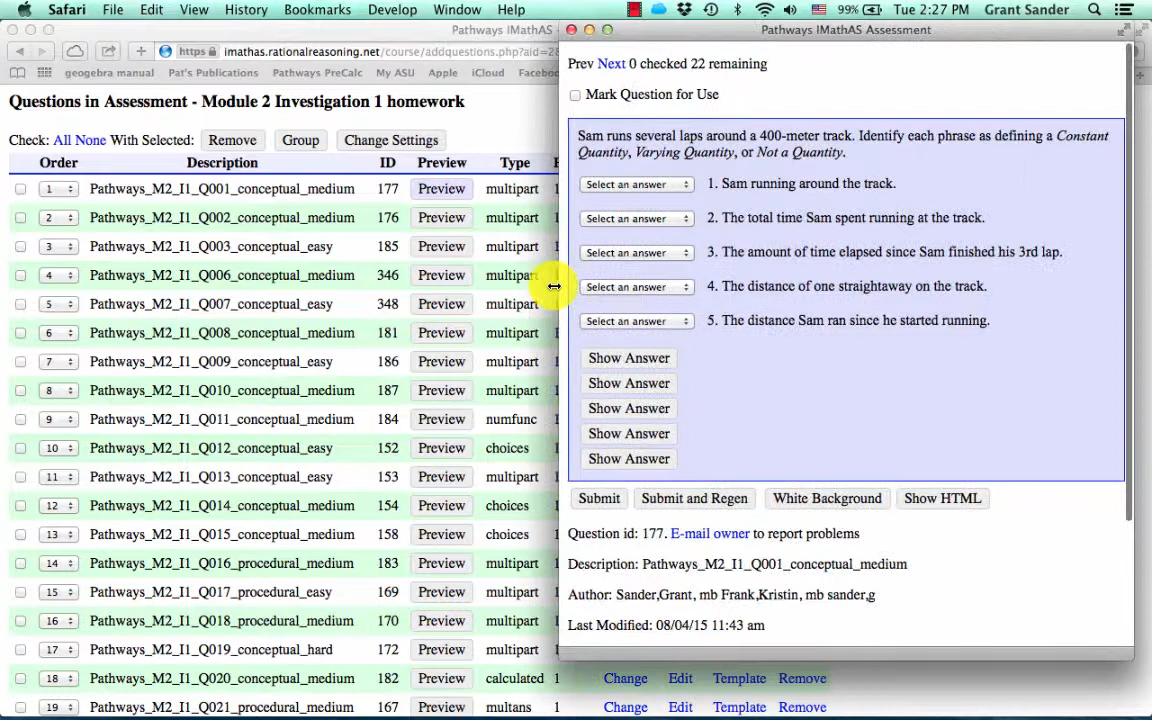 Safari File Edit View History Bookmarks Develop Window Help 99% Tue 2:27 PM Grant Sander
Pathways IMathAS
https imathas.rationalreasoning.net/course/addquestions.php?aid=28
geogebra manual Pat's Publications Pathways PreCalc My ASU Apple iCloud Facebo
Questions in Assessment - Module 2 Investigation 1 homework
Check: All None With Selected: Remove Group Change Settings
Order Description ID Preview Type
1 Pathways_M2_I1_Q001_conceptual_medium 177 Preview multipart
2 Pathways_M2_I1_Q002_conceptual_medium 176 Preview multipart
3 Pathways_M2_I1_Q003_conceptual_easy 185 Preview multipart
4 Pathways_M2_I1_Q006_conceptual_medium 346 Preview multipart
5 Pathways_M2_I1_Q007_conceptual_easy 348 Preview multipart
6 Pathways_M2_I1_Q008_conceptual_medium 181 Preview multipart
7 Pathways_M2_I1_Q009_conceptual_easy 186 Preview multipart
8 Pathways_M2_I1_Q010_conceptual_medium 187 Preview multipart
9 Pathways_M2_I1_Q011_conceptual_medium 184 Preview numfunc
10 Pathways_M2_I1_Q012_conceptual_easy 152 Preview choices
11 Pathways_M2_I1_Q013_conceptual_easy 153 Preview multipart
12 Pathways_M2_I1_Q014_conceptual_medium 154 Preview choices
13 Pathways_M2_I1_Q015_conceptual_medium 158 Preview choices
14 Pathways_M2_I1_Q016_procedural_medium 183 Preview multipart
15 Pathways_M2_I1_Q017_procedural_easy 169 Preview multipart
16 Pathways_M2_I1_Q018_procedural_medium 170 Preview multipart
17 Pathways_M2_I1_Q019_conceptual_hard 172 Preview multipart
18 Pathways_M2_I1_Q020_conceptual_medium 182 Preview calculated 1 Change Edit Template Remove
19 Pathways_M2_I1_Q021_procedural_medium 167 Preview multans 1 Change Edit Template Remove
Pathways IMathAS Assessment
Prev Next 0 checked 22 remaining
Mark Question for Use
Sam runs several laps around a 400-meter track. Identify each phrase as defining a Constant
Quantity, Varying Quantity, or Not a Quantity.
Select an answer 1. Sam running around the track.
Select an answer 2. The total time Sam spent running at the track.
Select an answer 3. The amount of time elapsed since Sam finished his 3rd lap.
Select an answer 4. The distance of one straightaway on the track.
Select an answer 5. The distance Sam ran since he started running.
Show Answer
Show Answer
Show Answer
Show Answer
Show Answer
Submit Submit and Regen White Background Show HTML
Question id: 177. E-mail owner to report problems
Description: Pathways_M2_I1_Q001_conceptual_medium
Author: Sander,Grant, mb Frank,Kristin, mb sander,g
Last Modified: 08/04/15 11:43 am